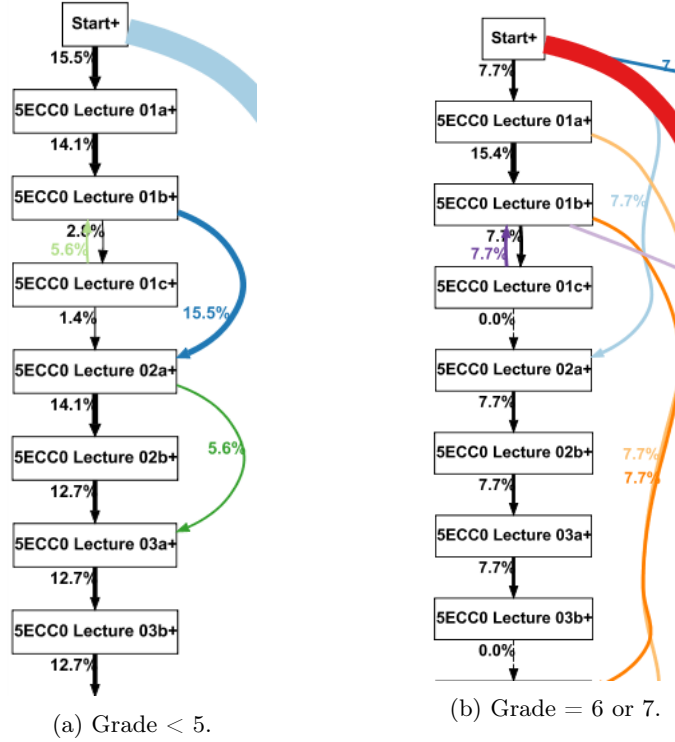 Start+
15.5%
5ECC0 Lecture 01a+
14.1%
5ECC0 Lecture 01b+
5.6%
5ECC0 Lecture 01c+
15.5%
1.4%
5ECC0 Lecture 02a+
14.1%
5.6%
5ECC0 Lecture 02b+
12.7%
5ECC0 Lecture 03a+
12.7%
5ECC0 Lecture 03b+
12.7%
(a) Grade < 5.
Start+
7.7%
7
5ECC0 Lecture 01a+
15.4%
7.7%
5ECC0 Lecture 01b+
7.7%
7.7%
5ECC0 Lecture 01c+
0.0%
5ECC0 Lecture 02a+
7.7%
5ECC0 Lecture 02b+
7.7%
7.7%
7.7%
5ECC0 Lecture 03a+
7.7%
5ECC0 Lecture 03b+
0.0%
(b) Grade = 6 or 7.